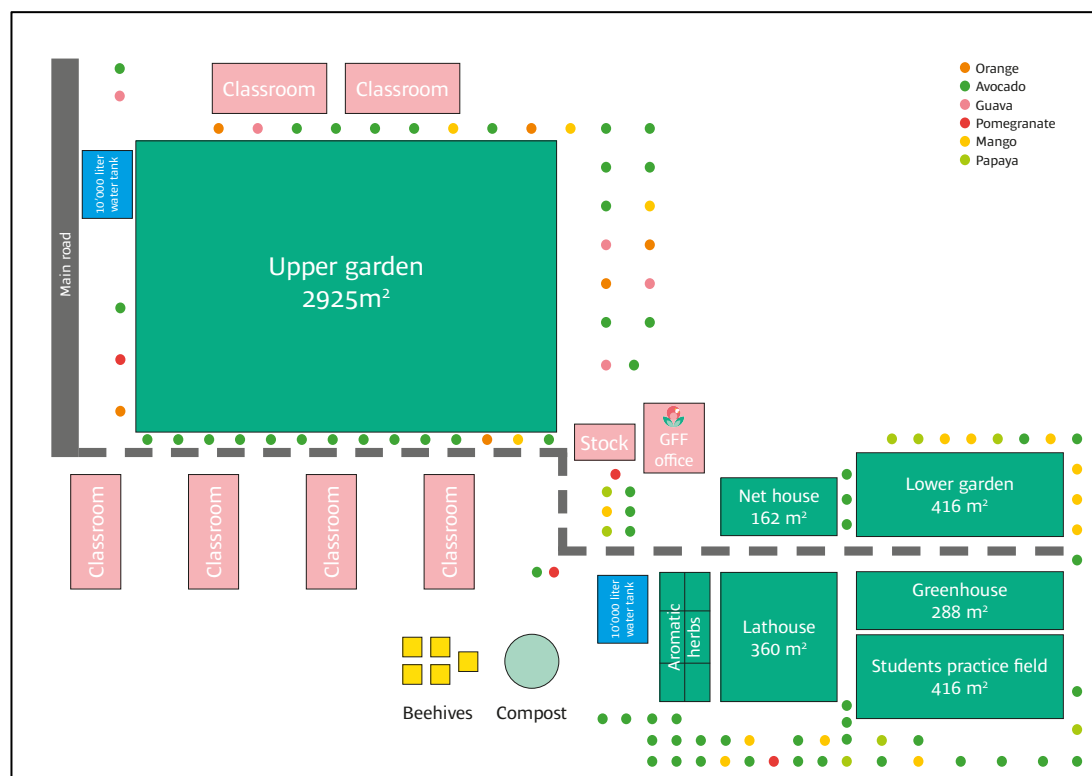 Classroom
Classroom
Orange
Avocado
Guava
Pomegranate
Mango
Papaya
10'000 liter
water tank
Main road
Upper garden
2925m²
Stock
GFF
office
Net house
162 m²
Lower garden
416 m²
Classroom
Classroom
Classroom
Classroom
10'000 liter
water tank
Aromatic
herbs
Lathouse
360 m²
Greenhouse
288 m²
Students practice field
416 m²
Beehives
Compost